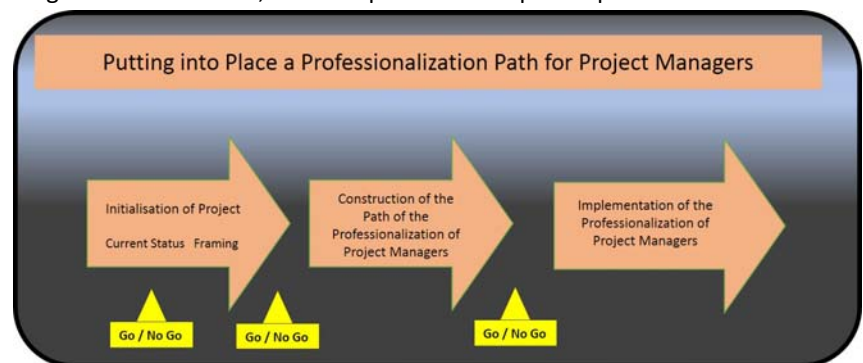 Putting into Place a Professionalization Path for Project Managers
Initialisation of Project
Current Status Framing
Construction of the
Path of the
Professionalization of
Project Managers
Implementation of the
Professionalization of
Project Managers
Go / No Go
Go / No Go
Go / No Go